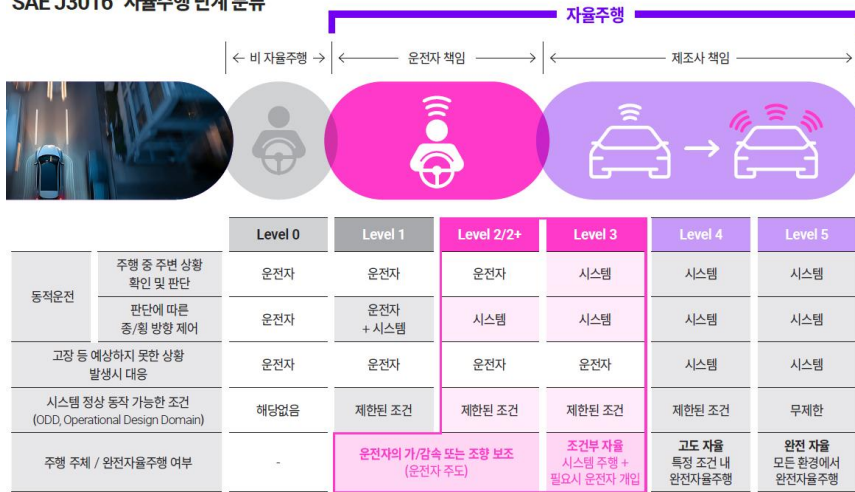 SAE J3016 자율주행 단계 분류
자율주행
비 자율주행
운전자 책임
제조사 책임
Level 0
Level 1
Level 2/2+
Level 3
Level 4
Level 5
동적운전
주행 중 주변 상황
확인 및 판단
운전자
운전자
운전자
시스템
시스템
시스템
판단에 따른
종/횡 방향 제어
운전자
운전자
+ 시스템
시스템
시스템
시스템
시스템
고장 등 예상하지 못한 상황
발생시 대응
운전자
운전자
운전자
운전자
시스템
시스템
시스템 정상 동작 가능한 조건
(ODD, Operational Design Domain)
해당없음
제한된 조건
제한된 조건
제한된 조건
제한된 조건
무제한
주행 주체 / 완전자율주행 여부
-
운전자의 가/감속 또는 조향 보조
(운전자 주도)
조건부 자율
시스템 주행 +
필요시 운전자 개입
고도 자율
특정 조건 내
완전자율주행
완전 자율
모든 환경에서
완전자율주행